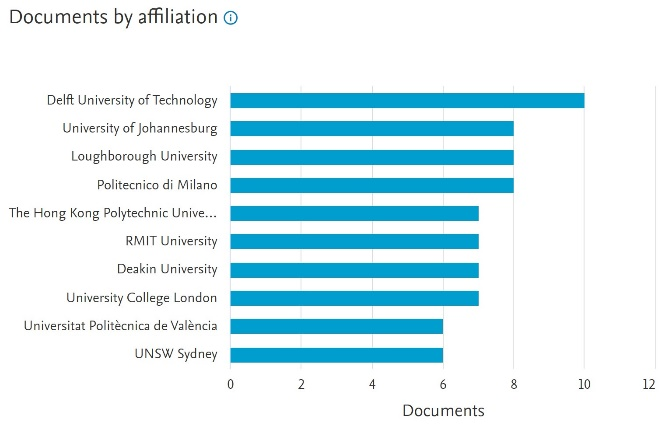 Documents by affiliation
Delft University of Technology
University of Johannesburg
Loughborough University
Politecnico di Milano
The Hong Kong Polytechnic Unive...
RMIT University
Deakin University
University College London
Universitat Politècnica de València
UNSW Sydney
0 2 4 6 8 10 12
Documents